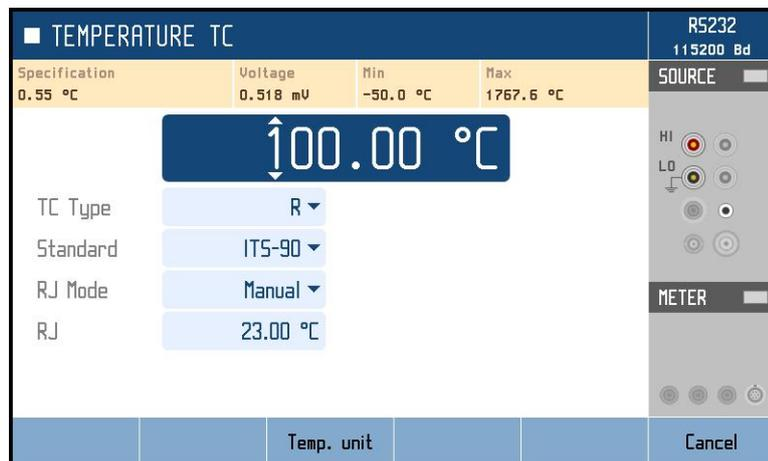 TEMPERATURE TC
RS232
115200 Bd
Specification Voltage Min Max
0.55 °C 0.518 mV -50.0 °C 1767.6 °C
SOURCE
100.00 °C
HI
LO
TC Type R
Standard ITS-90
RJ Mode Manual
METER
RJ 23.00 °C
Temp. unit Cancel